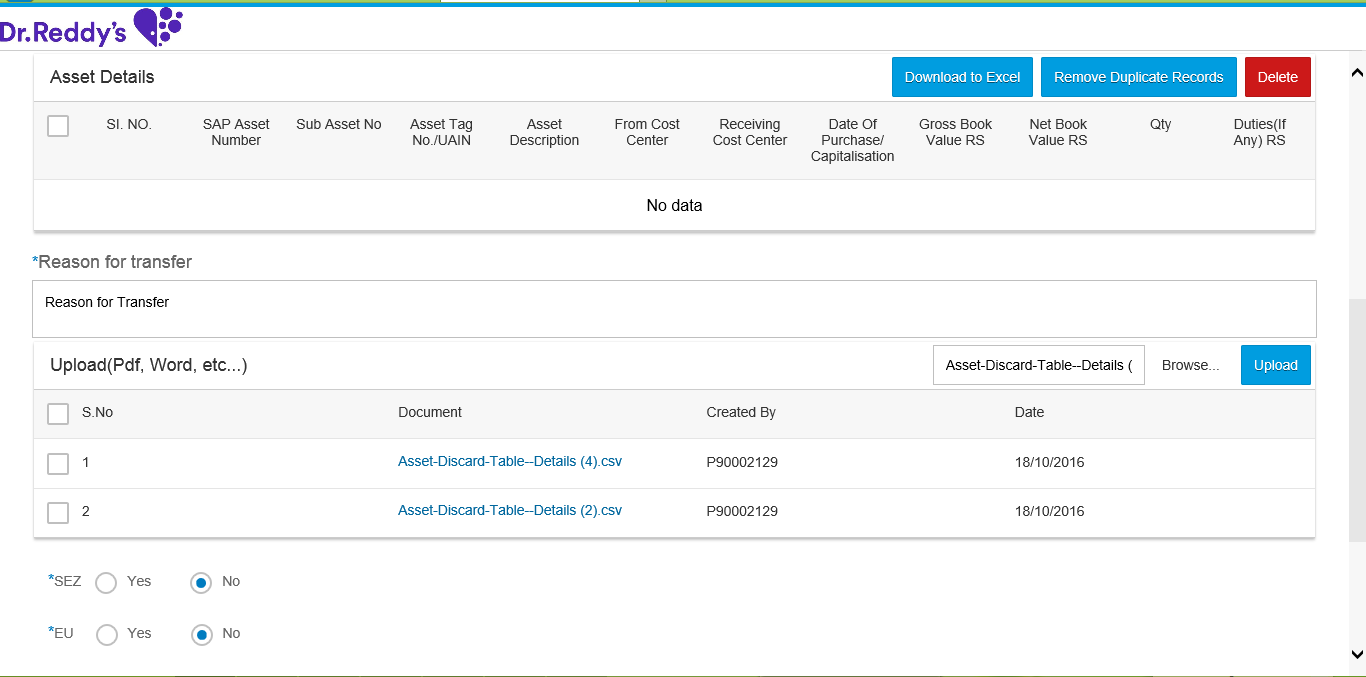 Dr.Reddy's
Asset Details
Download to Excel
Remove Duplicate Records
Delete
SI. NO.
SAP Asset
Number
Sub Asset No
Asset Tag
No./UAIN
Asset
Description
From Cost
Center
Receiving
Cost Center
Date Of
Purchase/
Capitalisation
Gross Book
Value RS
Net Book
Value RS
Qty
Duties(If
Any) RS
No data
*Reason for transfer
Reason for Transfer
Upload(Pdf, Word, etc...)
Asset-Discard-Table--Details (
Browse...
Upload
S.No Document Created By Date
1 Asset-Discard-Table--Details (4).csv P90002129 18/10/2016
2 Asset-Discard-Table--Details (2).csv P90002129 18/10/2016
*SEZ Yes No
*EU Yes No